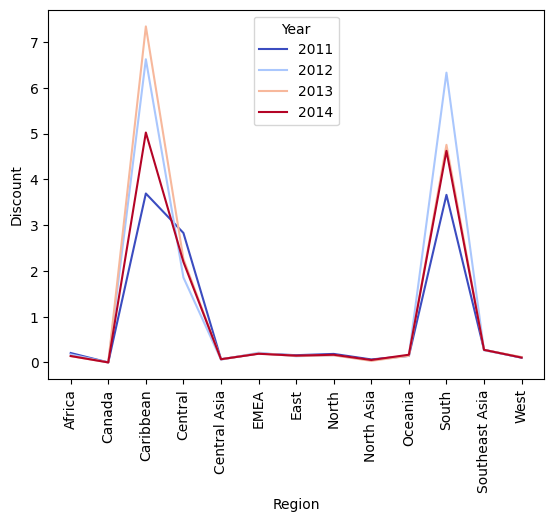 Year
2011
2012
2013
2014
7
6
5
4
3
2
1
0
Discount
Africa
Canada
Caribbean
Central
Central Asia
EMEA
East
North
North Asia
Oceania
South
Southeast Asia
West
Region